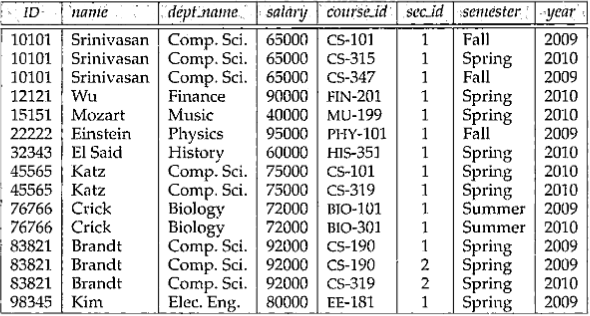 ID name dept_name salary course_id sec_id semester year
10101 Srinivasan Comp. Sci. 65000 CS-101 1 Fall 2009
10101 Srinivasan Comp. Sci. 65000 CS-315 1 Spring 2010
10101 Srinivasan Comp. Sci. 65000 CS-347 1 Fall 2009
12121 Wu Finance 90000 FIN-201 1 Spring 2010
15151 Mozart Music 40000 MU-199 1 Spring 2010
22222 Einstein Physics 95000 PHY-101 1 Fall 2009
32343 El Said History 60000 HIS-351 1 Spring 2010
45565 Katz Comp. Sci. 75000 CS-101 1 Spring 2010
45565 Katz Comp. Sci. 75000 CS-319 1 Spring 2010
76766 Crick Biology 72000 BIO-101 1 Summer 2009
76766 Crick Biology 72000 BIO-301 1 Summer 2010
83821 Brandt Comp. Sci. 92000 CS-190 1 Spring 2009
83821 Brandt Comp. Sci. 92000 CS-190 2 Spring 2009
83821 Brandt Comp. Sci. 92000 CS-319 2 Spring 2010
98345 Kim Elec. Eng. 80000 EE-181 1 Spring 2009